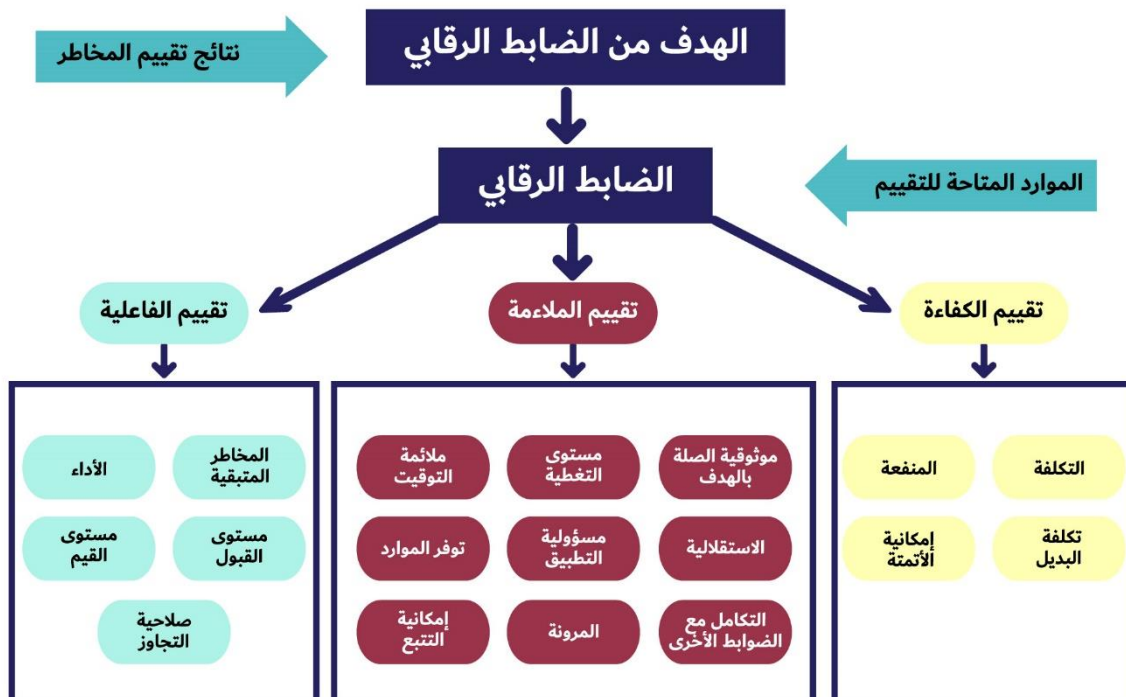 الهدف من الضابط الرقابي
نتائج تقييم المخاطر
الضابط الرقابي
الموارد المتاحة للتقييم
تقييم الكفاءة
تقييم الملاءمة
تقييم الفاعلية
التكلفة
المنفعة
تكلفة
البديل
إمكانية
الأتمتة
موثوقية الصلة
بالهدف
مستوى
التغطية
ملائمة
التوقيت
الاستقلالية
مسؤولية
التطبيق
توفر الموارد
التكامل مع
الضوابط الأخرى
المرونة
إمكانية
التتبع
المخاطر
المتبقية
الأداء
مستوى
القبول
مستوى
القيم
صلاحية
التجاوز